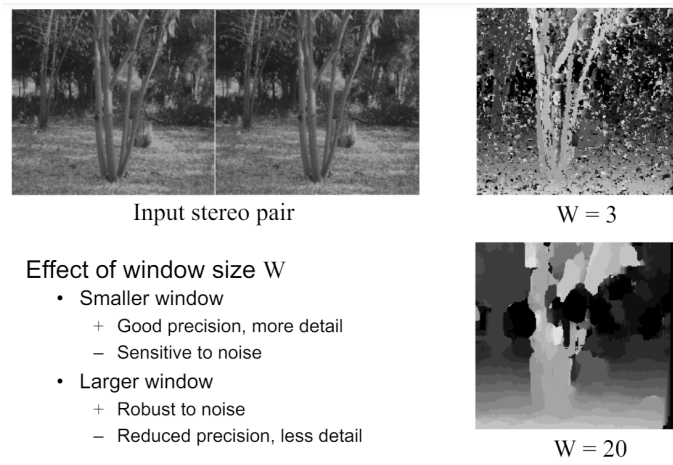 Input stereo pair
W = 3
Effect of window size W
• Smaller window
+ Good precision, more detail
– Sensitive to noise
• Larger window
+ Robust to noise
– Reduced precision, less detail
W = 20